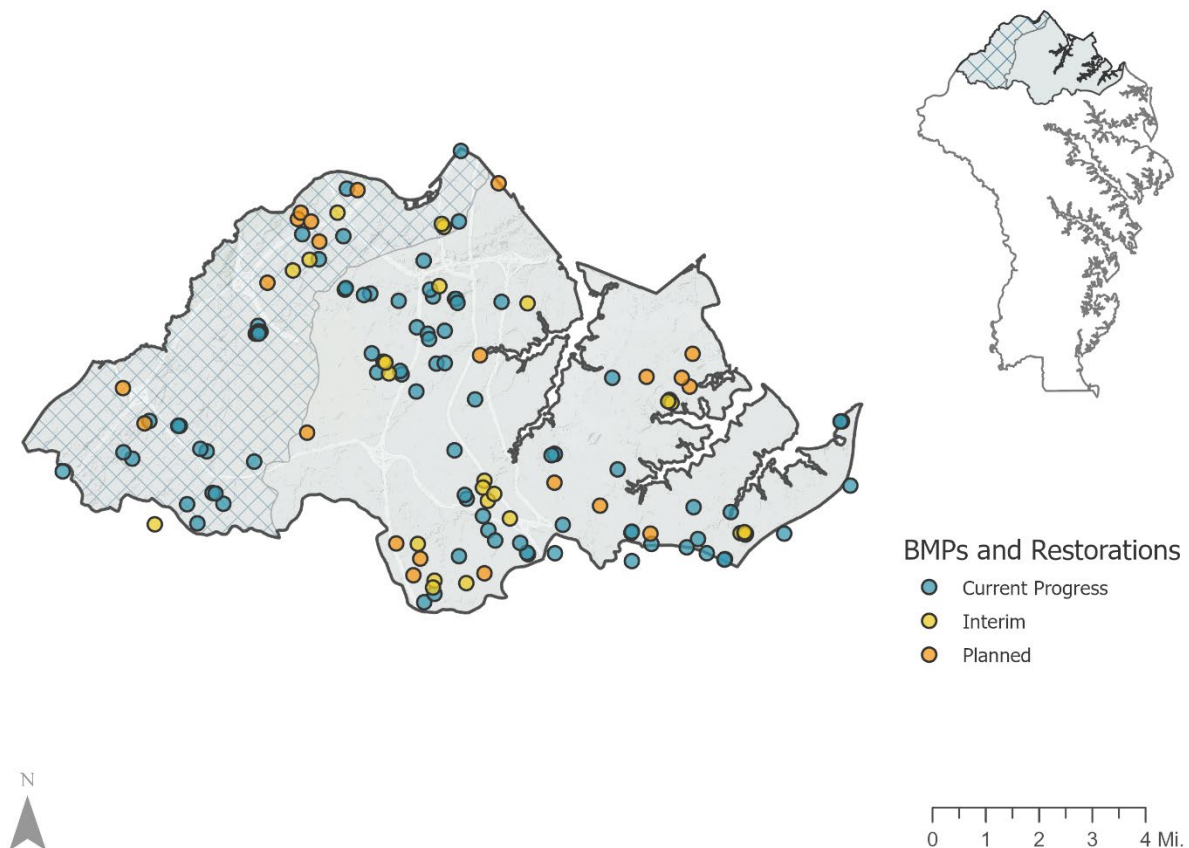 BMPs and Restorations
Current Progress
Interim
Planned
N
0 1 2 3 4 Mi.